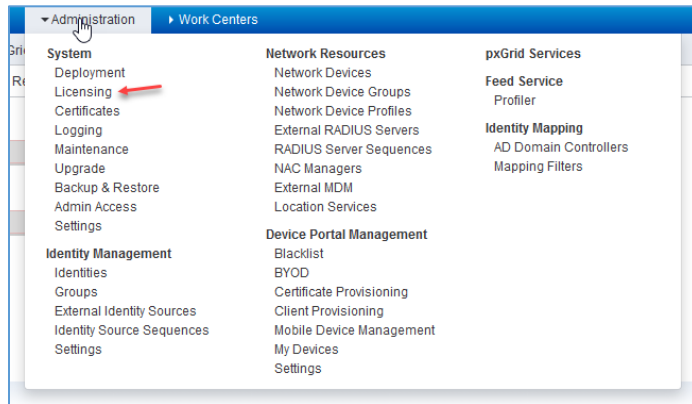 Administration
Work Centers
System
Deployment
Licensing
Certificates
Logging
Maintenance
Upgrade
Backup & Restore
Admin Access
Settings
Identity Management
Identities
Groups
External Identity Sources
Identity Source Sequences
Settings
Network Resources
Network Devices
Network Device Groups
Network Device Profiles
External RADIUS Servers
RADIUS Server Sequences
NAC Managers
External MDM
Location Services
Device Portal Management
Blacklist
BYOD
Certificate Provisioning
Client Provisioning
Mobile Device Management
My Devices
Settings
pxGrid Services
Feed Service
Profiler
Identity Mapping
AD Domain Controllers
Mapping Filters